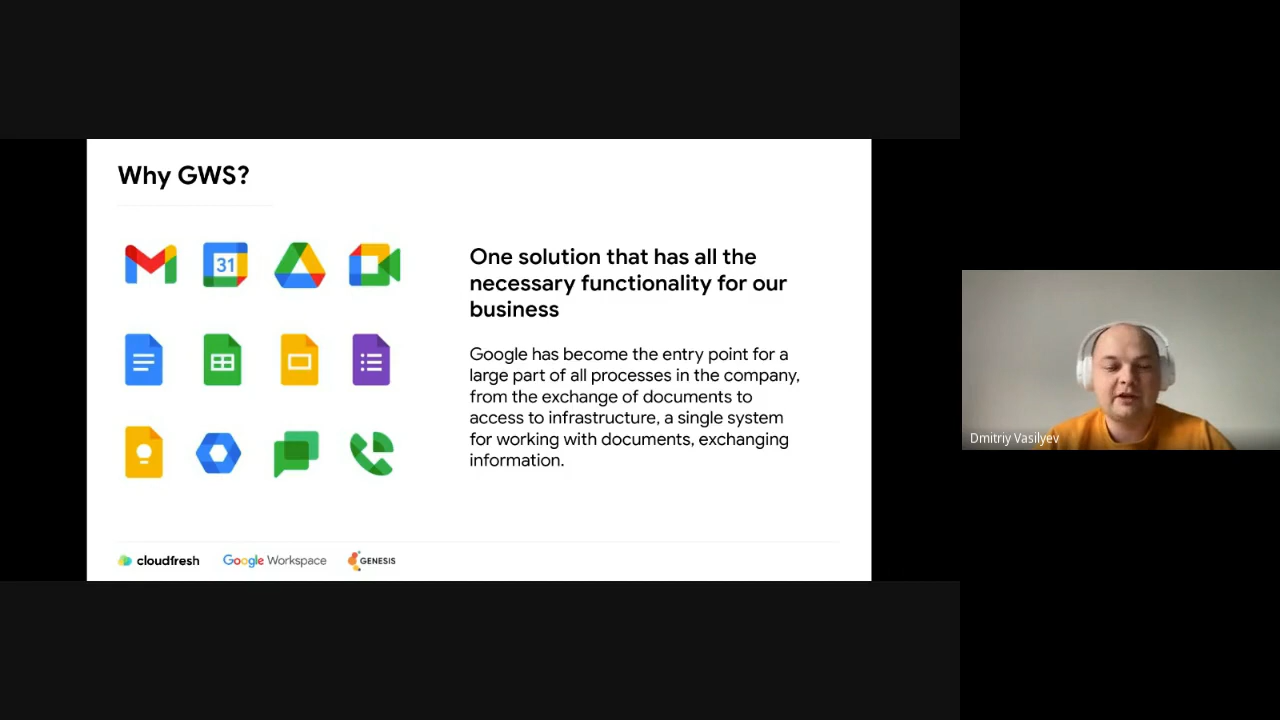 Why GWS?
31
One solution that has all the
necessary functionality for our
business
Google has become the entry point for a
large part of all processes in the company,
from the exchange of documents to
access to infrastructure, a single system
for working with documents, exchanging
information.
cloudfresh
Google Workspace
GENESIS
Dmitriy Vasilyev